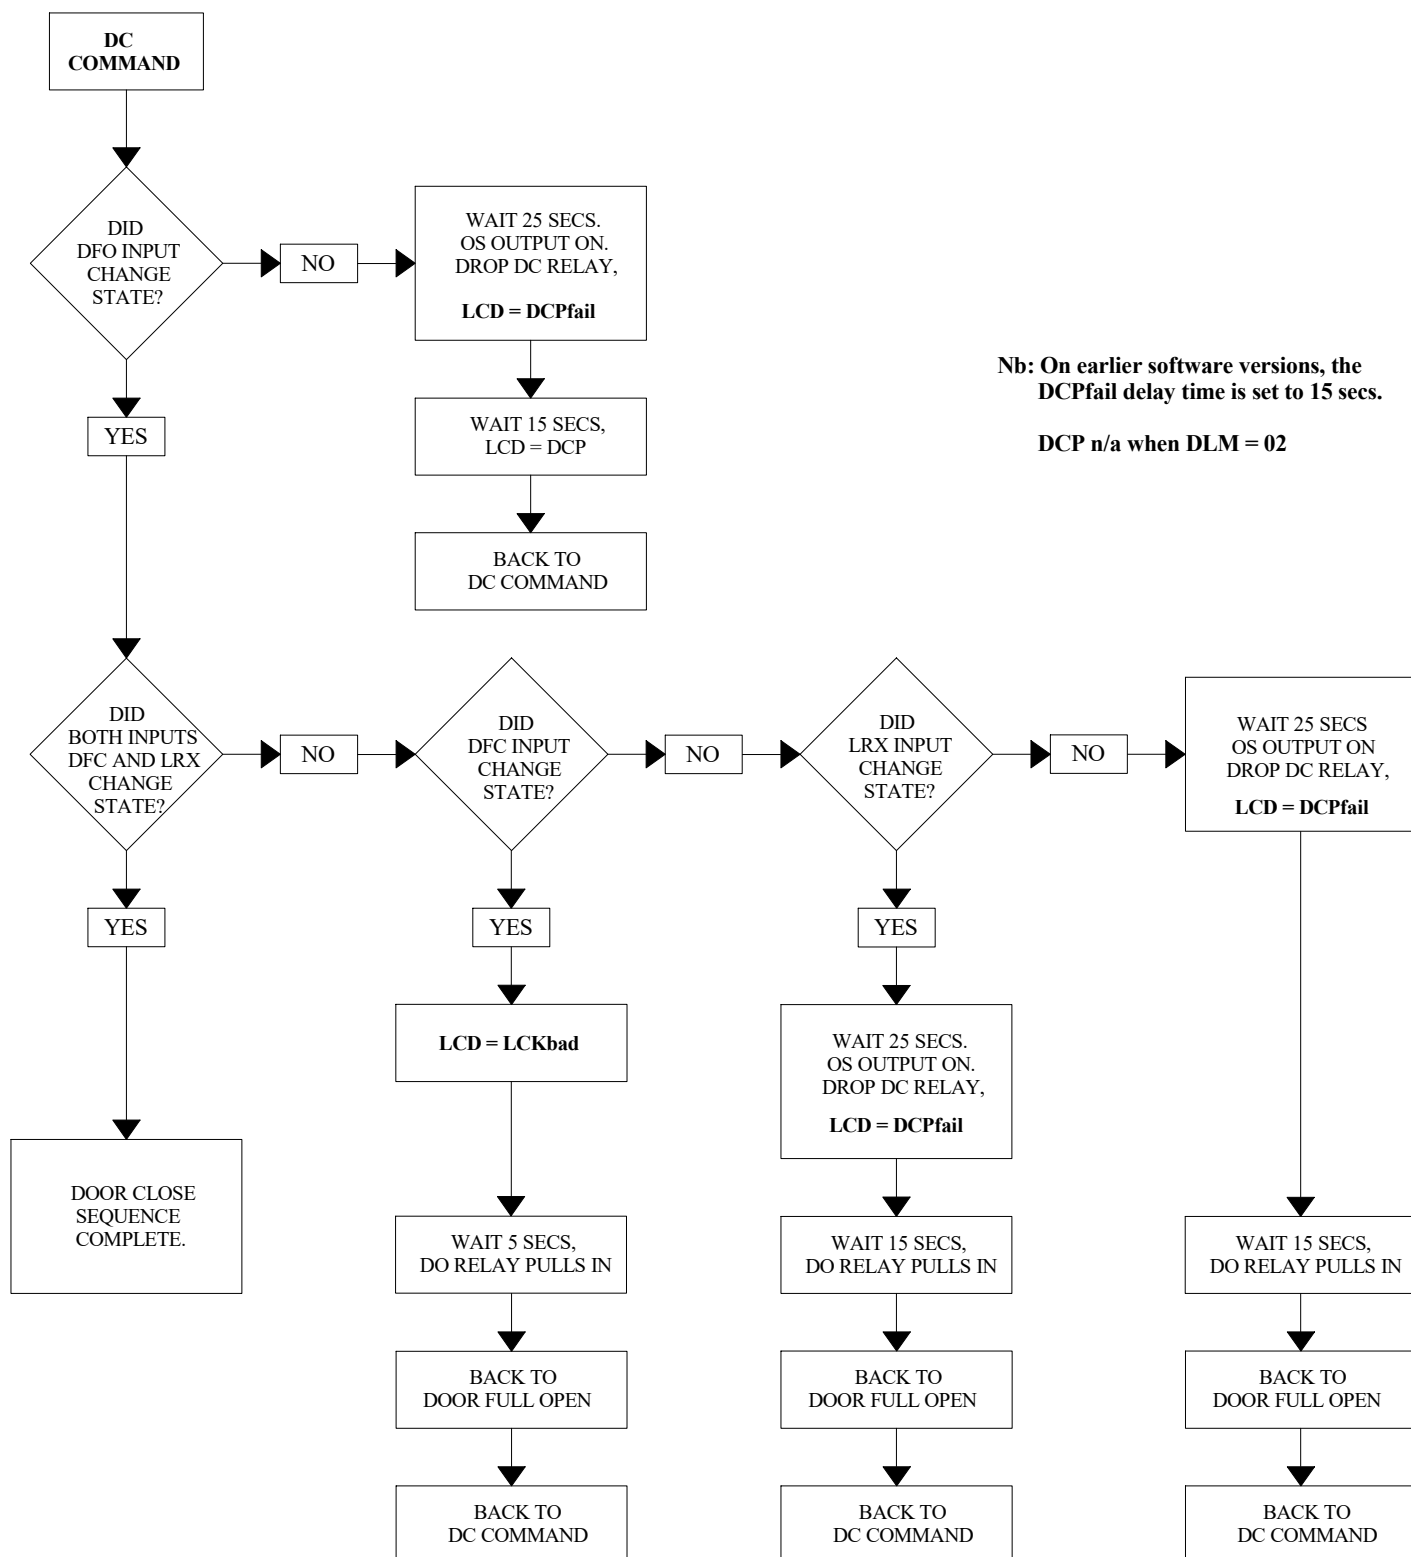 DC
COMMAND
DID
DFO INPUT
CHANGE
STATE?
NO
WAIT 25 SECS.
OS OUTPUT ON.
DROP DC RELAY,
LCD = DCPfail
Nb: On earlier software versions, the
DCPfail delay time is set to 15 secs.
DCP n/a when DLM = 02
YES
WAIT 15 SECS,
LCD = DCP
BACK TO
DC COMMAND
DID
BOTH INPUTS
DFC AND LRX
CHANGE
STATE?
NO
DID
DFC INPUT
CHANGE
STATE?
NO
DID
LRX INPUT
CHANGE
STATE?
NO
WAIT 25 SECS
OS OUTPUT ON
DROP DC RELAY,
LCD = DCPfail
YES
YES
YES
LCD = LCKbad
WAIT 25 SECS.
OS OUTPUT ON.
DROP DC RELAY,
LCD = DCPfail
DOOR CLOSE
SEQUENCE
COMPLETE.
WAIT 5 SECS,
DO RELAY PULLS IN
WAIT 15 SECS,
DO RELAY PULLS IN
WAIT 15 SECS,
DO RELAY PULLS IN
BACK TO
DOOR FULL OPEN
BACK TO
DOOR FULL OPEN
BACK TO
DOOR FULL OPEN
BACK TO
DC COMMAND
BACK TO
DC COMMAND
BACK TO
DC COMMAND